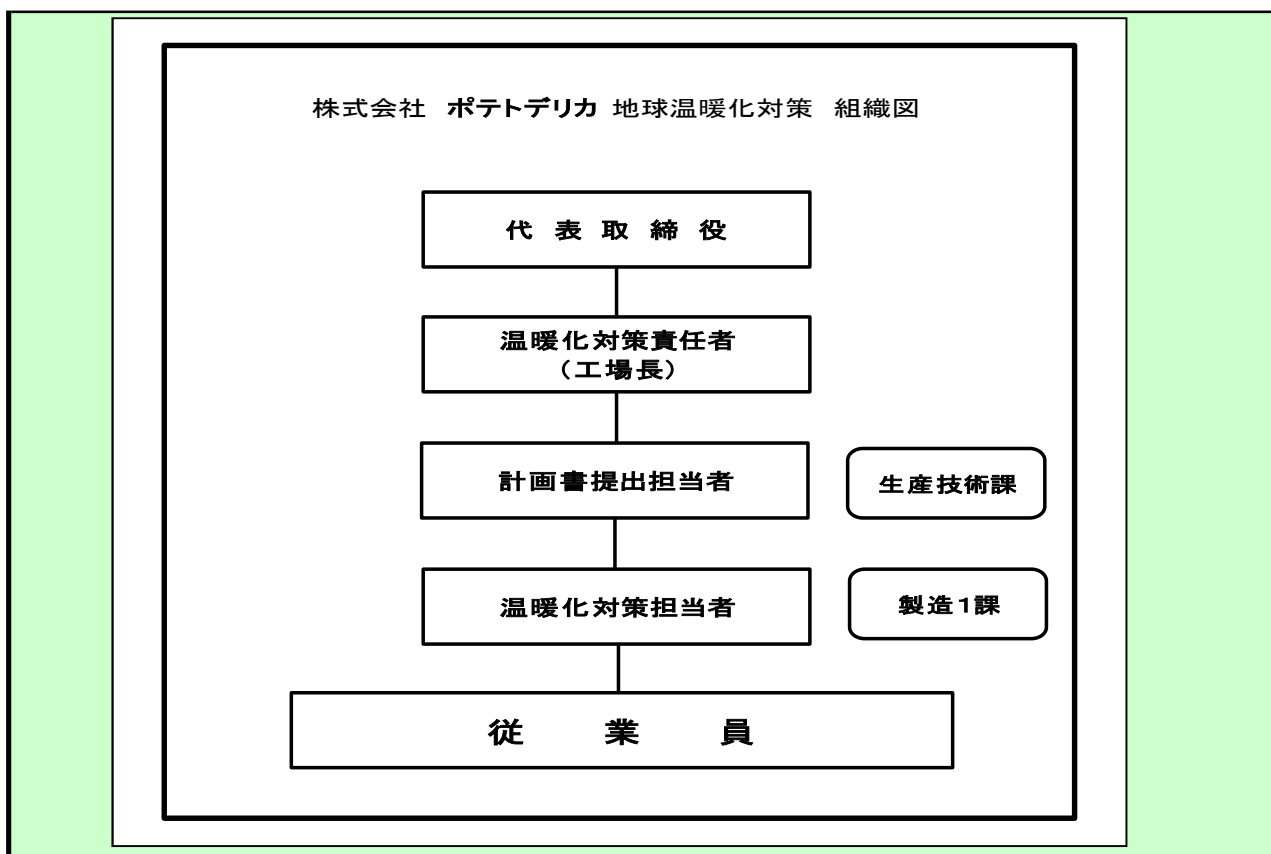 株式会社 ポテトデリカ 地球温暖化対策 組織図
代 表 取 締 役
温暖化対策責任者
（工場長）
計画書提出担当者
生産技術課
温暖化対策担当者
製造1課
従 業 員